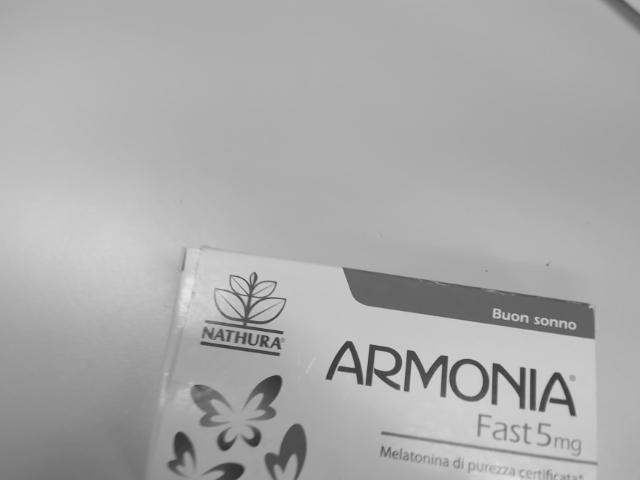 Buon sonno
NATHURA®
ARMONIA®
Fast 5mg
Melatonina di purezza certificata*